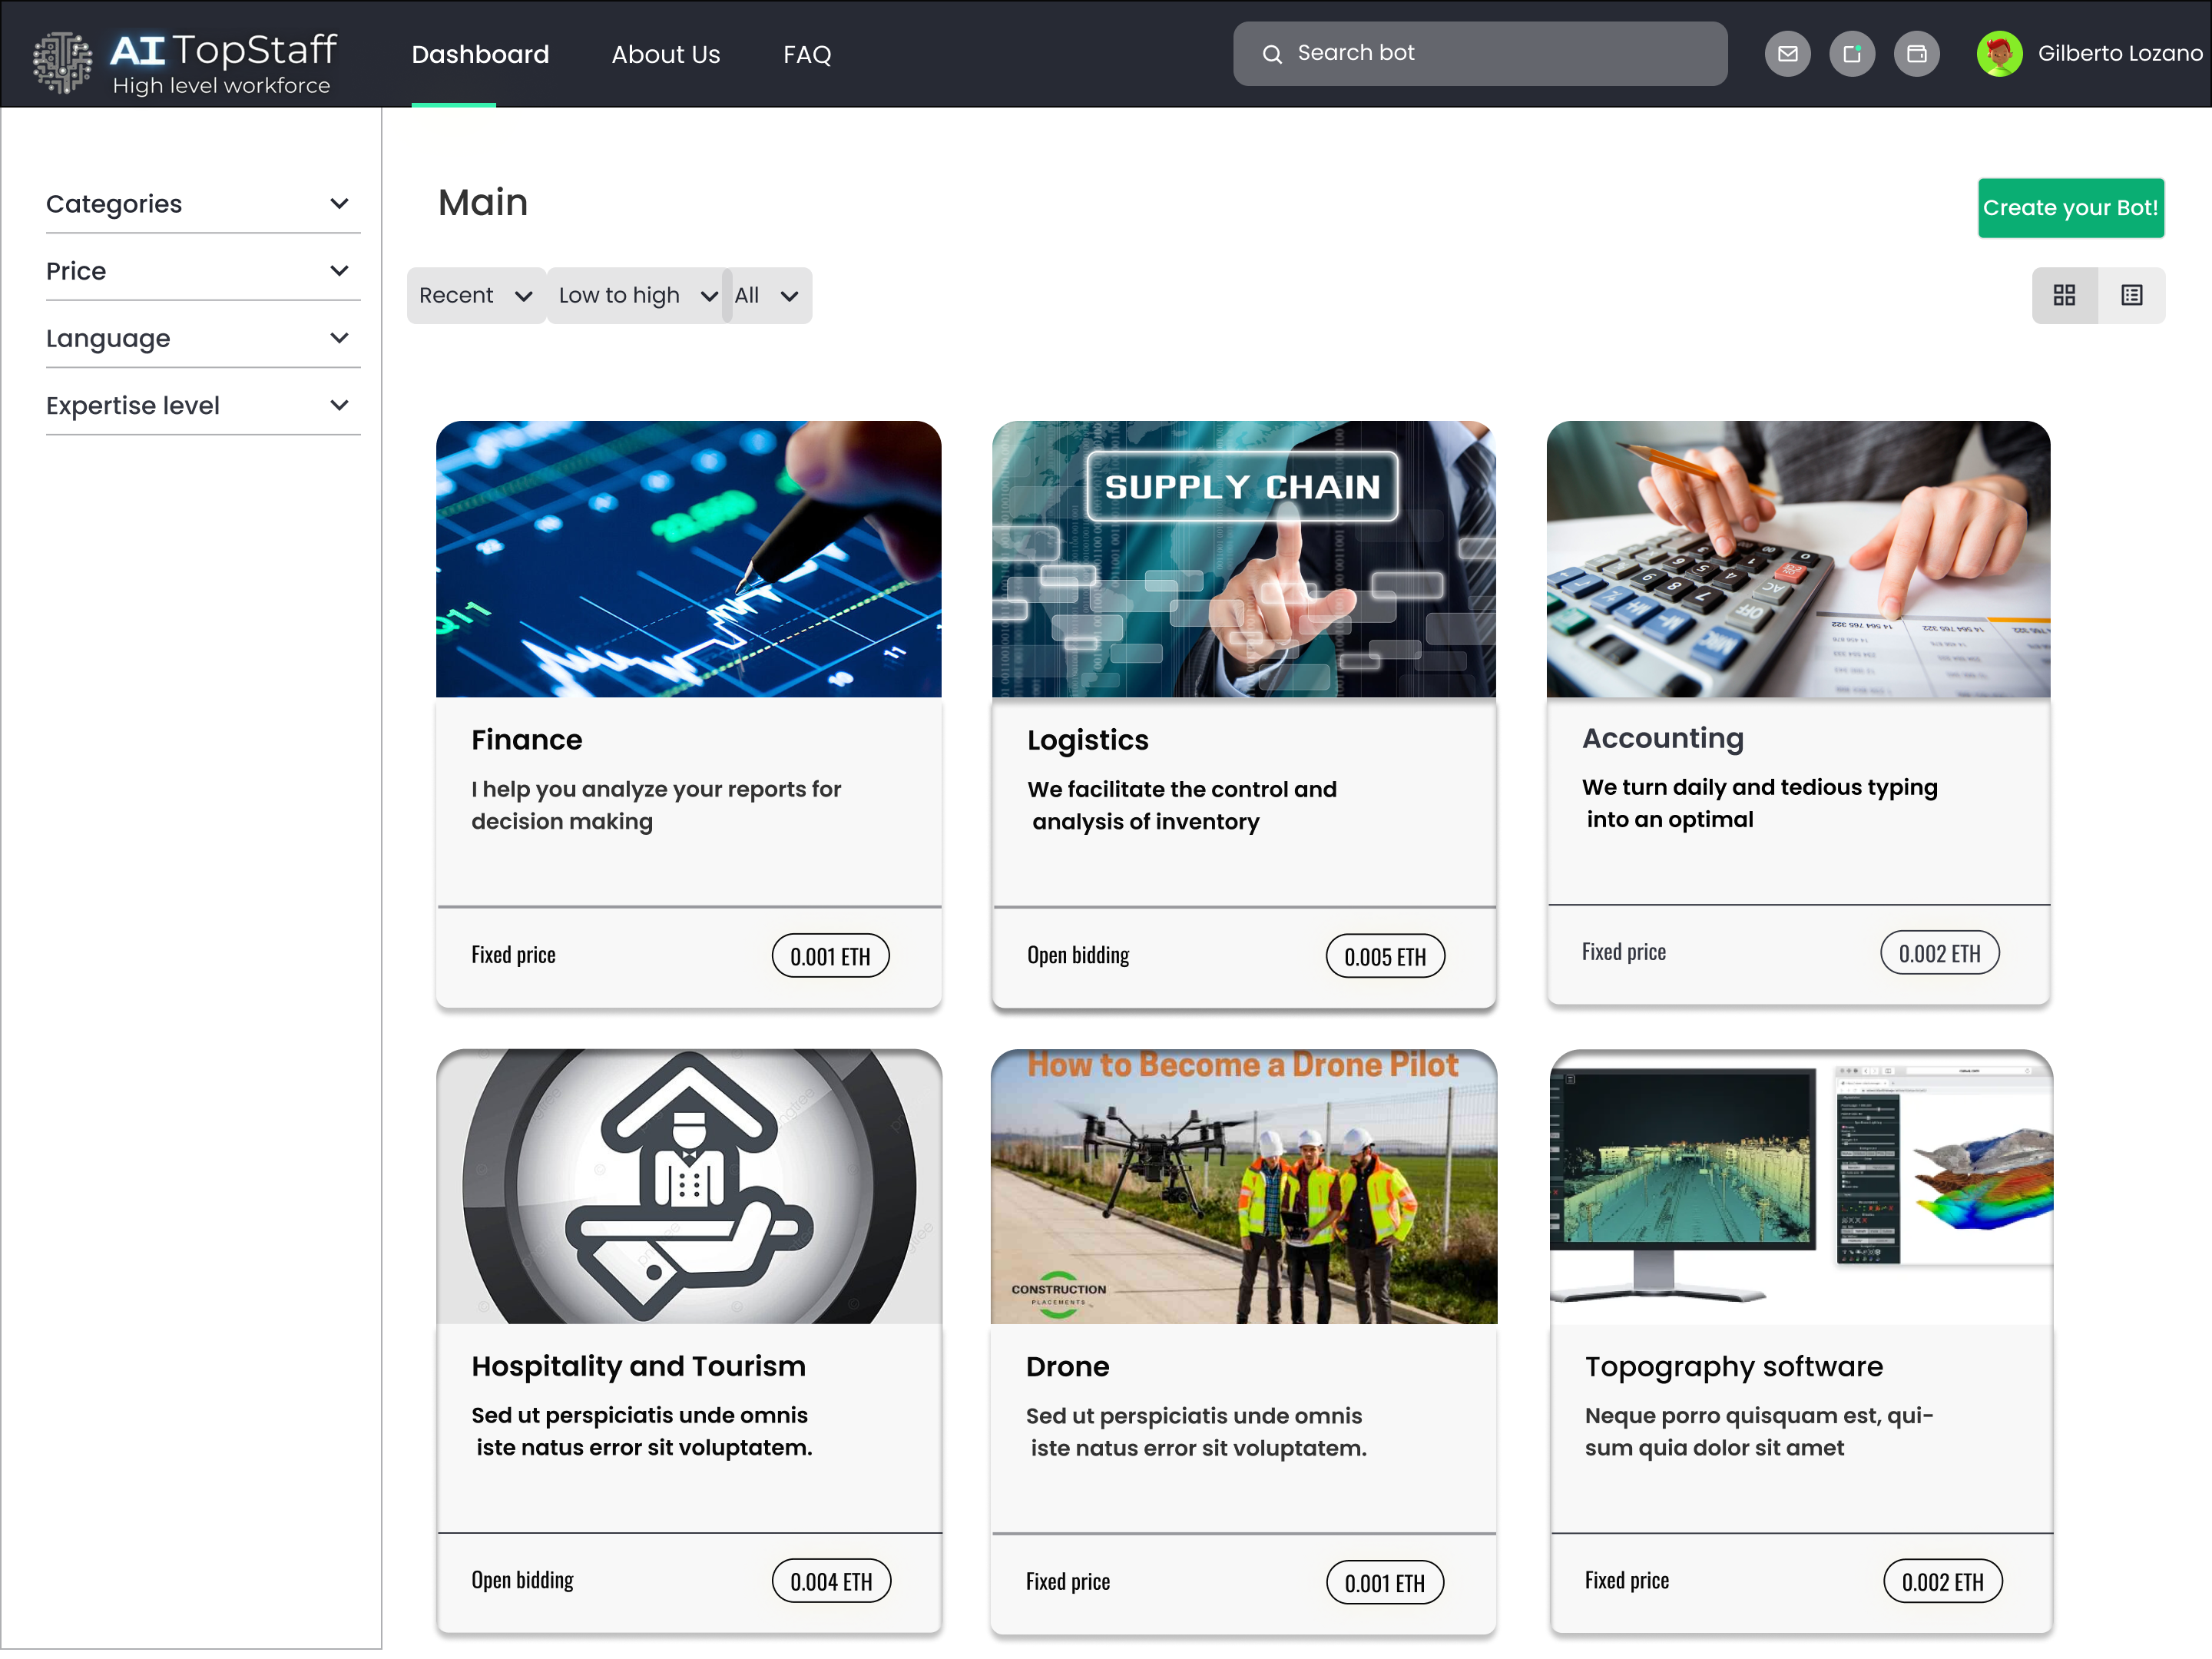 AI TopStaff
High level workforce
Dashboard
About Us
FAQ
Search bot
Gilberto Lozano
Categories
Price
Language
Expertise level
Main
Create your Bot!
Recent
Low to high
All
Q11
11
SUPPLY CHAIN
Finance
I help you analyze your reports for
decision making
Fixed price
0.001 ETH
Logistics
We facilitate the control and
analysis of inventory
Open bidding
0.005 ETH
Accounting
We turn daily and tedious typing
into an optimal
Fixed price
0.002 ETH
How to Become a Drone Pilot
CONSTRUCTION
PLACEMENTS
Hospitality and Tourism
Sed ut perspiciatis unde omnis
iste natus error sit voluptatem.
Open bidding
0.004 ETH
Drone
Sed ut perspiciatis unde omnis
iste natus error sit voluptatem.
Fixed price
0.001 ETH
Topography software
Neque porro quisquam est, qui-
sum quia dolor sit amet
Fixed price
0.002 ETH